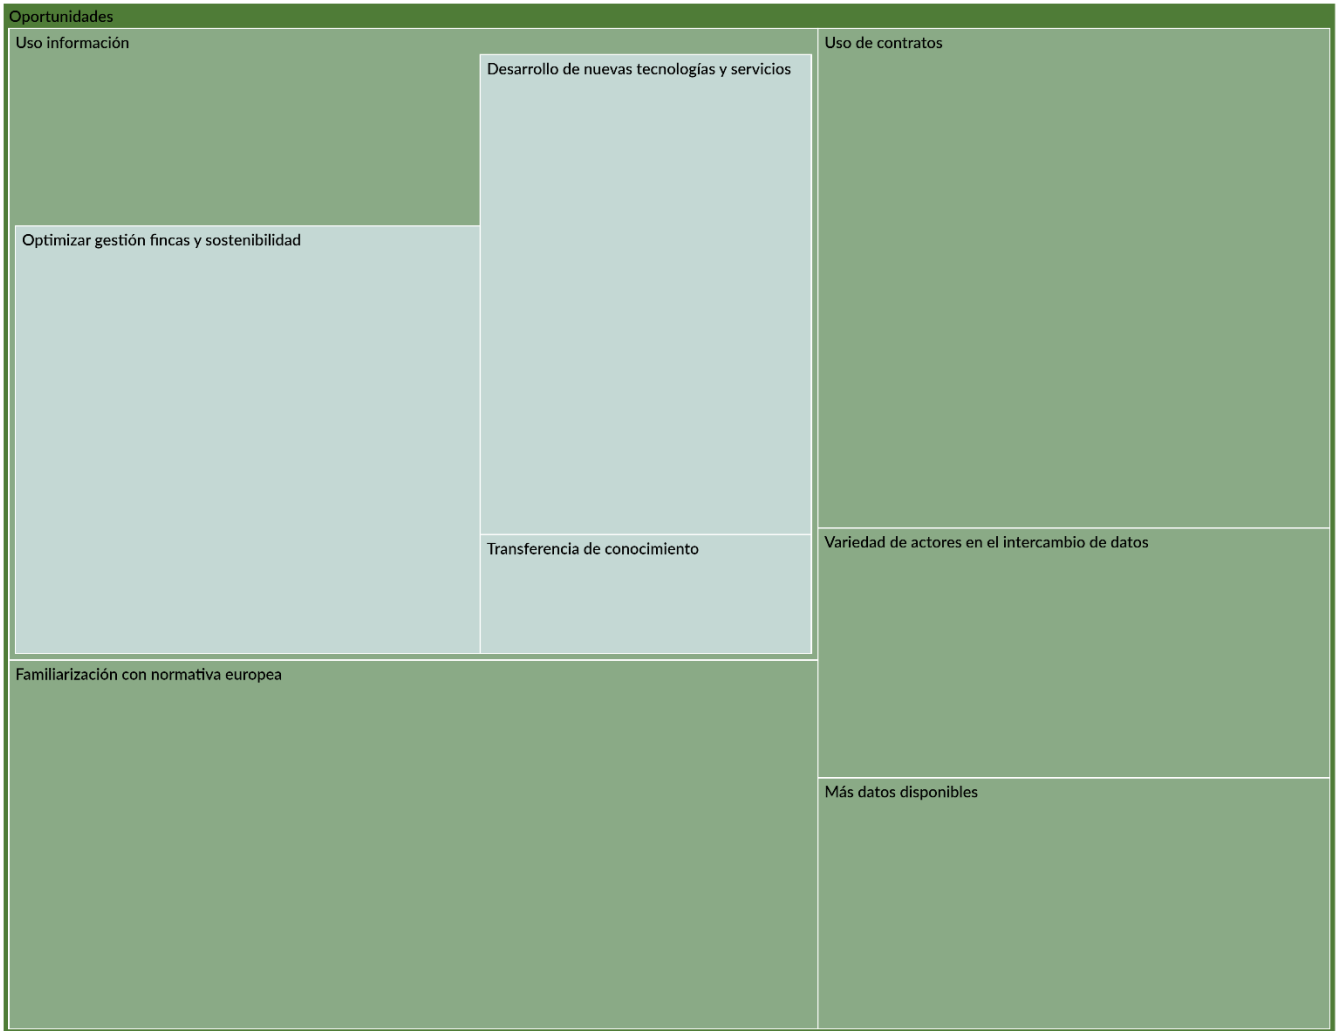 Oportunidades
Uso información
Desarrollo de nuevas tecnologías y servicios
Optimizar gestión fincas y sostenibilidad
Transferencia de conocimiento
Familiarización con normativa europea
Uso de contratos
Variedad de actores en el intercambio de datos
Más datos disponibles